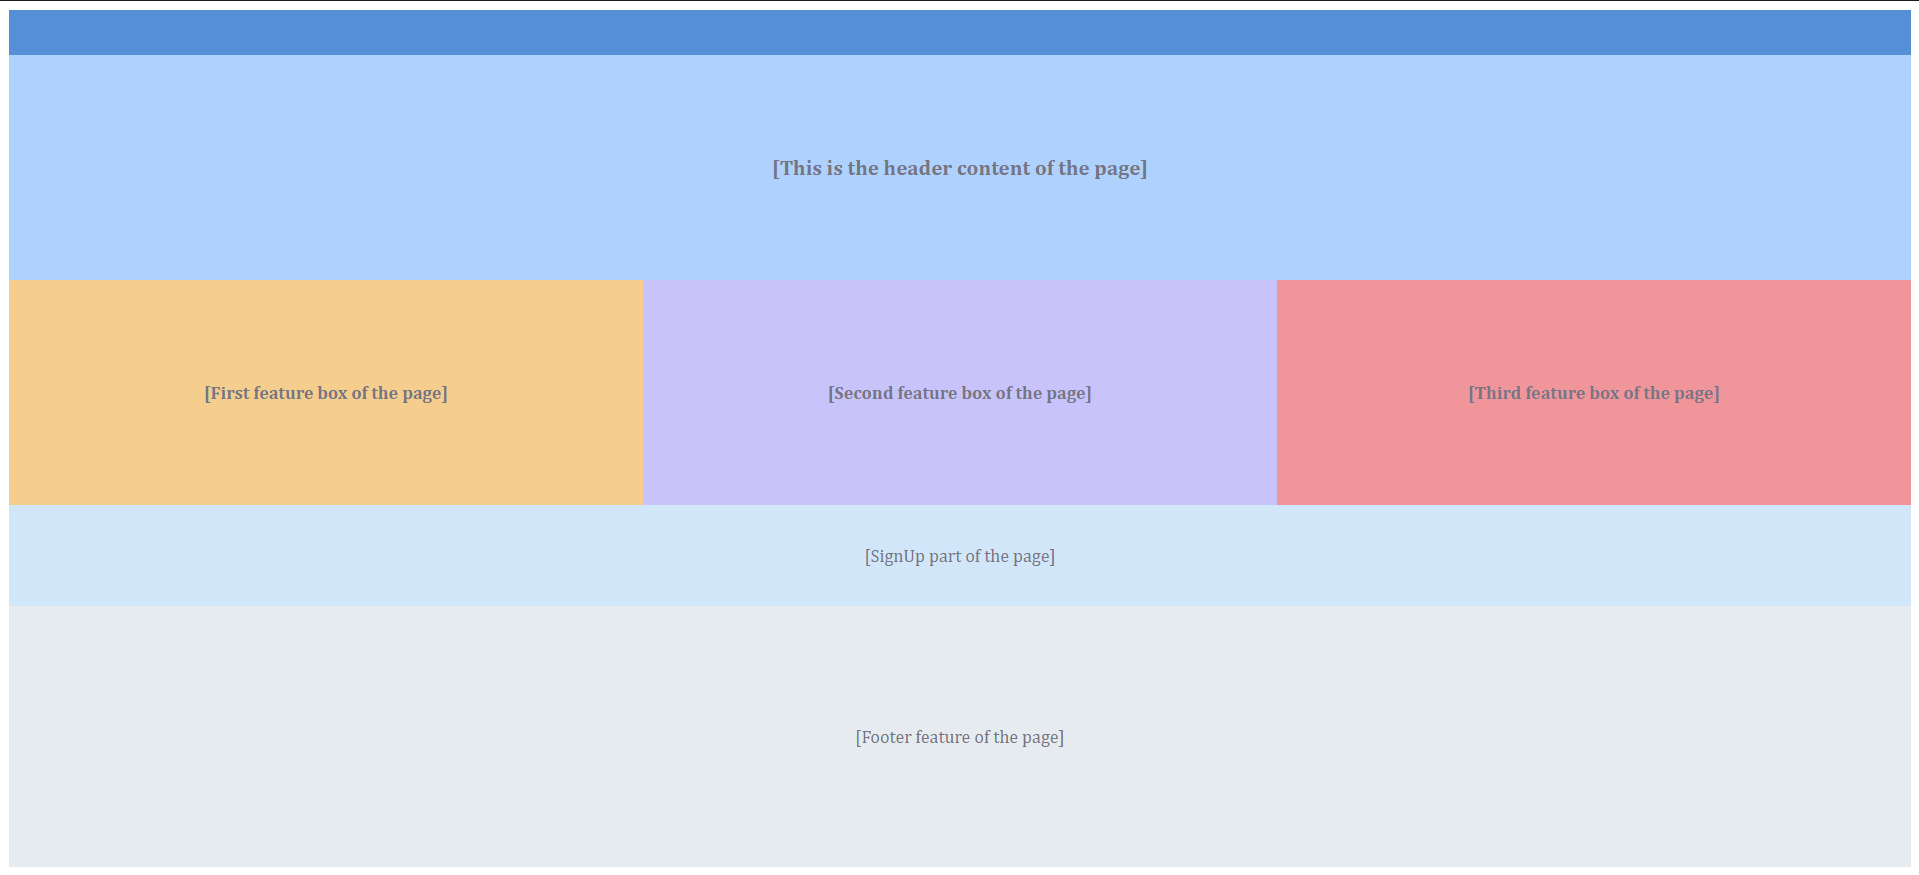 [This is the header content of the page]
[First feature box of the page]
[Second feature box of the page]
[Third feature box of the page]
[SignUp part of the page]
[Footer feature of the page]